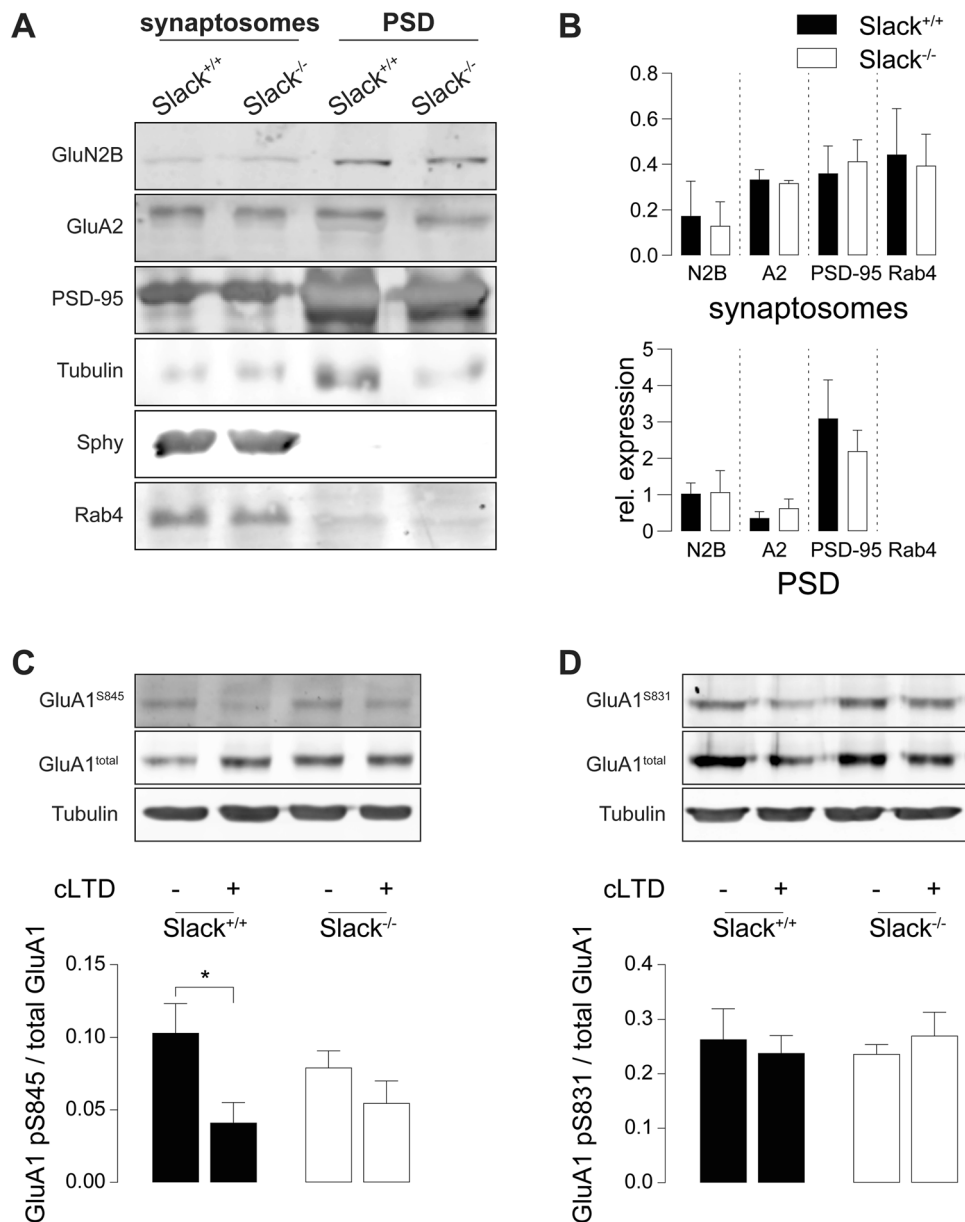 A
synaptosomes PSD
Slack+/+ Slack-/- Slack+/+ Slack-/-
GluN2B
GluA2
PSD-95
Tubulin
Sphy
Rab4
B
Slack+/+
Slack-/-
0.8
0.6
0.4
0.2
0.0
N2B A2 PSD-95 Rab4
synaptosomes
rel. expression
5
4
3
2
1
0
N2B A2 PSD-95 Rab4
PSD
C
GluA1S845
GluA1total
Tubulin
cLTD - + - +
Slack+/+ Slack-/-
GluA1 pS845 / total GluA1
0.15
0.10
0.05
0.00
*
D
GluA1S831
GluA1total
Tubulin
cLTD - + - +
Slack+/+ Slack-/-
GluA1 pS831 / total GluA1
0.4
0.3
0.2
0.1
0.0